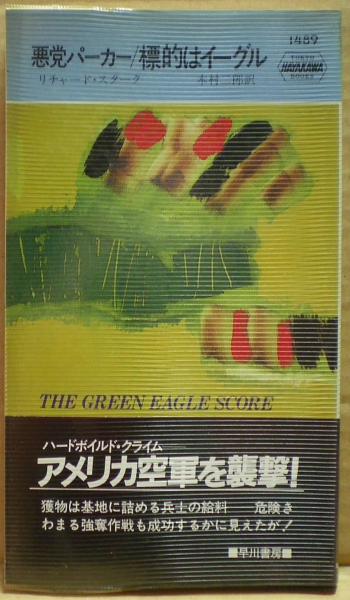 1489
悪党パーカー/標的はイーグル
リチャード・スターク 木村二郎訳
HAYAKAWA
BOOKS
THE GREEN EAGLE SCORE
ハードボイルド・クライム
アメリカ空軍を襲撃!
獲物は基地に詰める兵士の給料 危険き
わまる強奪作戦も成功するかに見えたが!
■早川書房■